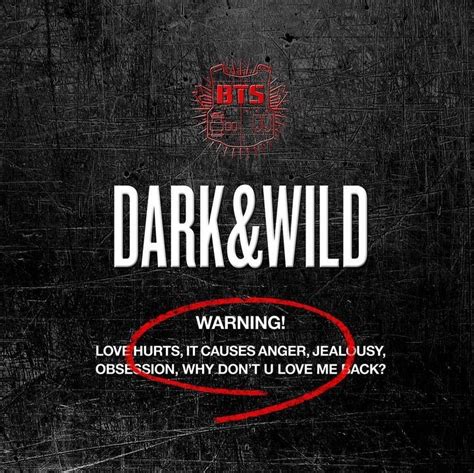 BTS
DARK&WILD
WARNING!
LOVE HURTS, IT CAUSES ANGER, JEALOUSY,
OBSESSION, WHY DON'T U LOVE ME BACK?